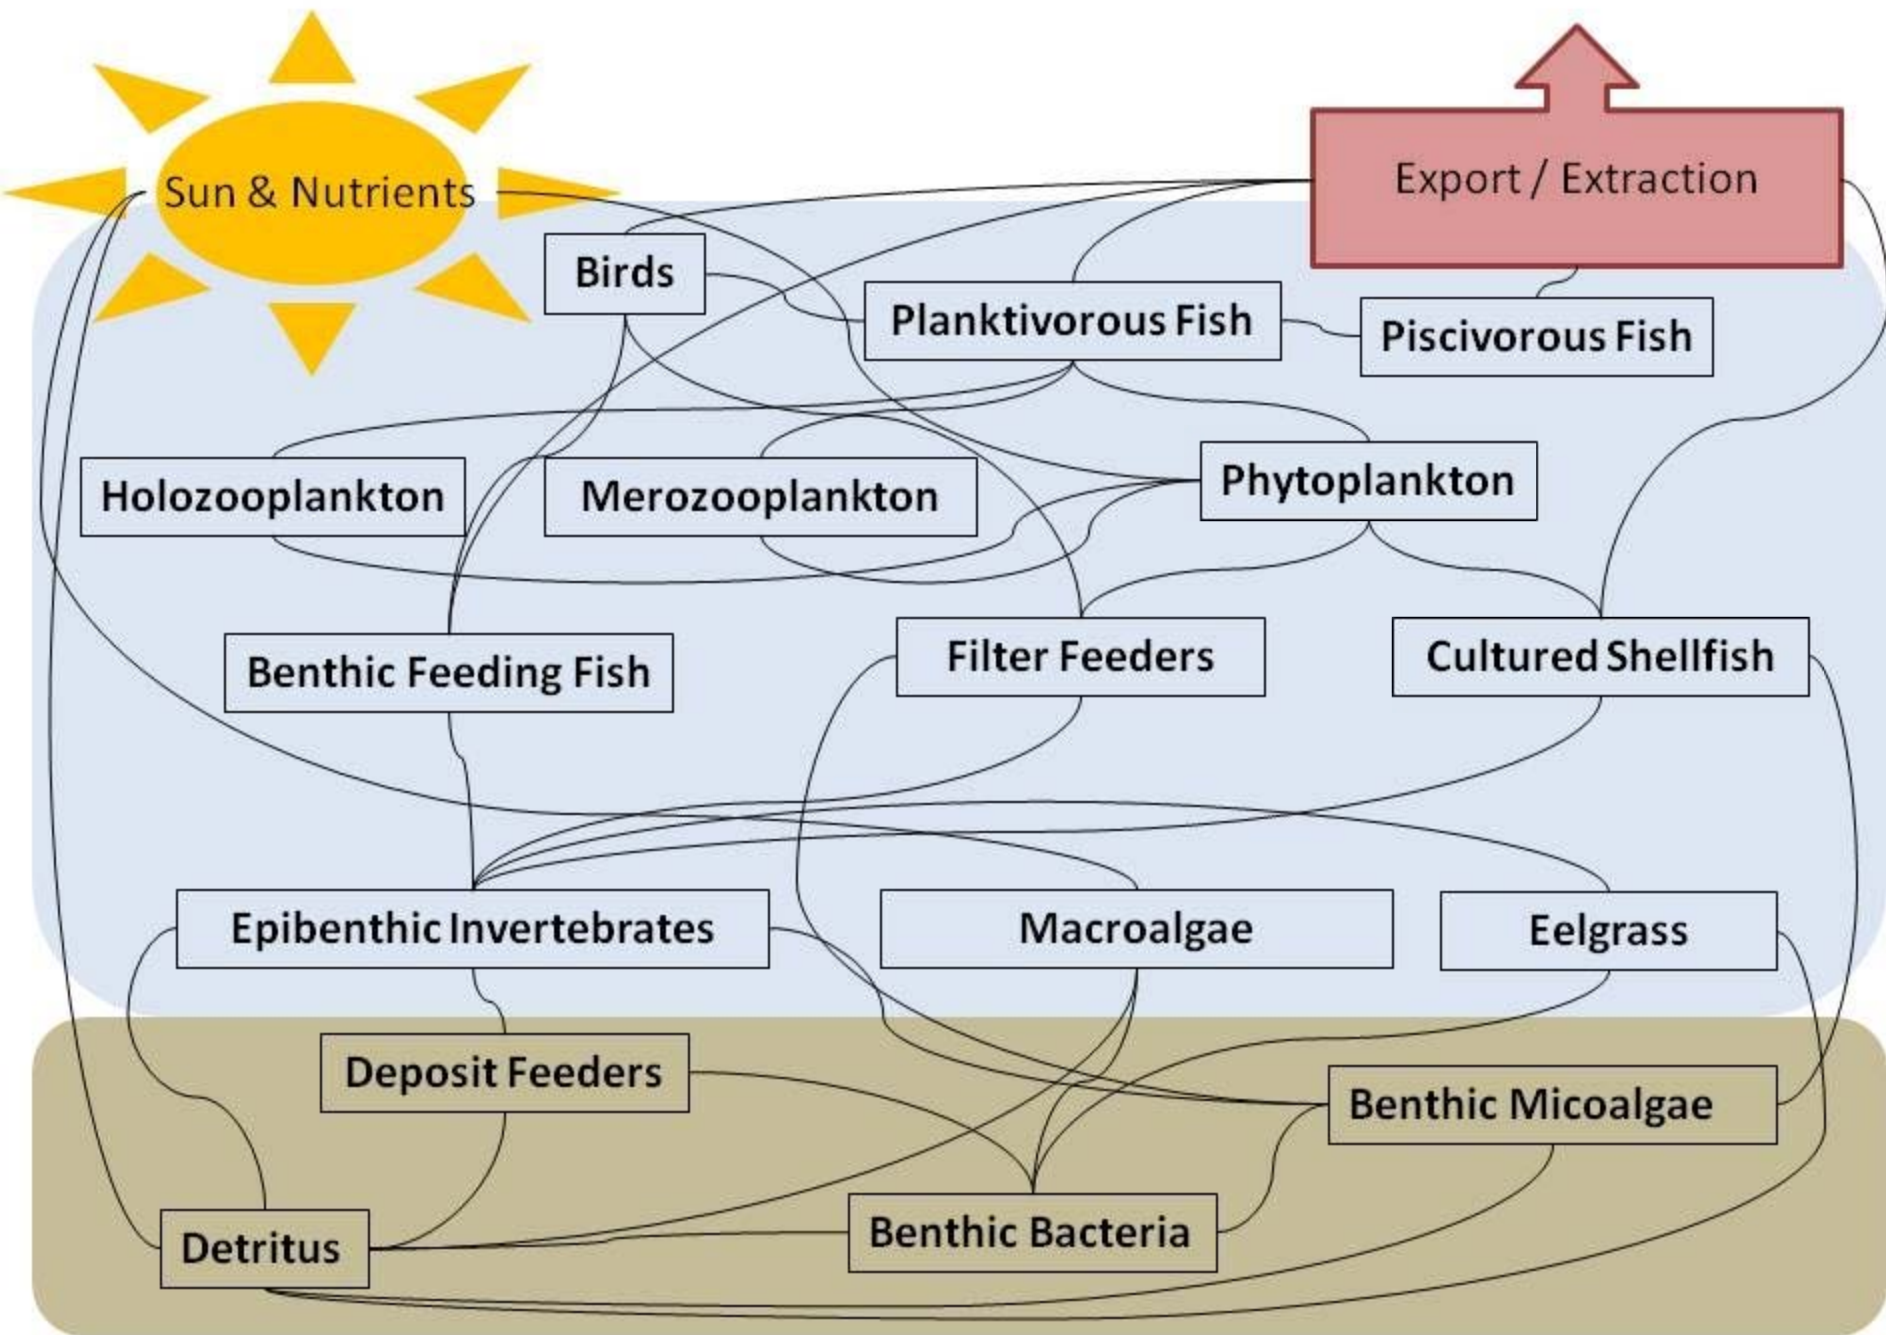 Sun & Nutrients
Export / Extraction
Birds
Planktivorous Fish
Piscivorous Fish
Holozooplankton
Merozooplankton
Phytoplankton
Benthic Feeding Fish
Filter Feeders
Cultured Shellfish
Epibenthic Invertebrates
Macroalgae
Eelgrass
Deposit Feeders
Benthic Micoalgae
Detritus
Benthic Bacteria